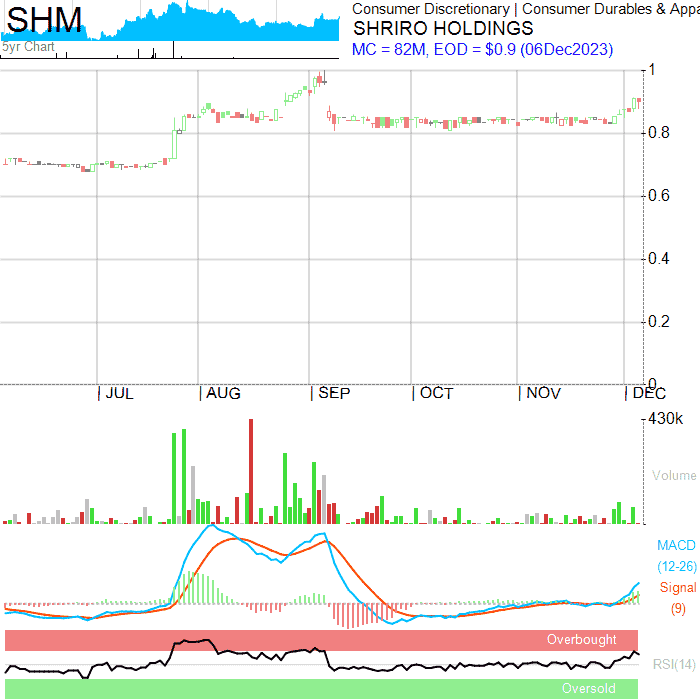 SHM
5yr Chart
Consumer Discretionary | Consumer Durables & Appa
SHRIRO HOLDINGS
MC = 82M, EOD = $0.9 (06Dec2023)
1
0.8
0.6
0.4
0.2
0
| JUL | AUG | SEP | OCT | NOV | DEC
430k
Volume
MACD
(12-26)
Signal
(9)
Overbought
RSI(14)
Oversold